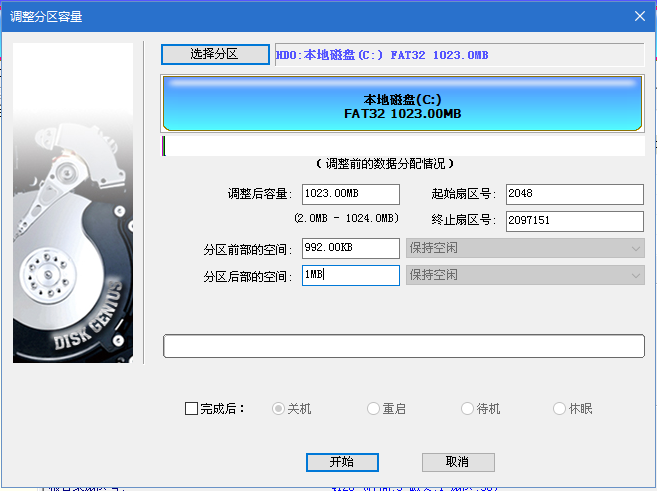 调整分区容量
选择分区 HD0:本地磁盘(C:) FAT32 1023.0MB
本地磁盘(C:)
FAT32 1023.00MB
( 调整前的数据分配情况 )
调整后容量: 1023.00MB 起始扇区号: 2048
(2.0MB - 1024.0MB) 终止扇区号: 2097151
分区前部的空间: 992.00KB 保持空闲
分区后部的空间: 1MB 保持空闲
DISK GENIUS
完成后： 关机 重启 待机 休眠
开始 取消